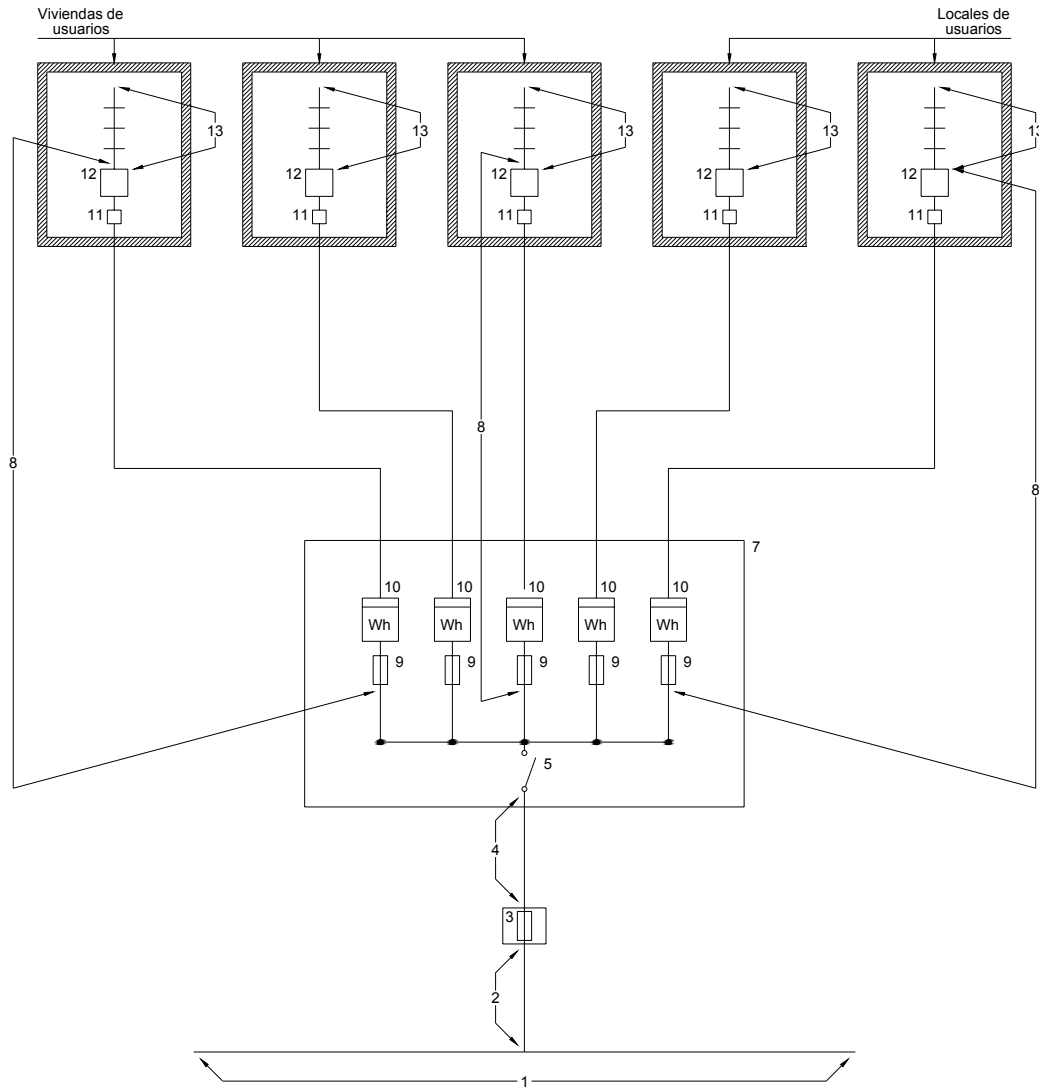 Viviendas de
usuarios
Locales de
usuarios
13 13 13 13 13
12 12 12 12 12
11 11 11 11 11
8 8 8
7
10 10 10 10 10
Wh Wh Wh Wh Wh
9 9 9 9 9
5
4
3
2
1